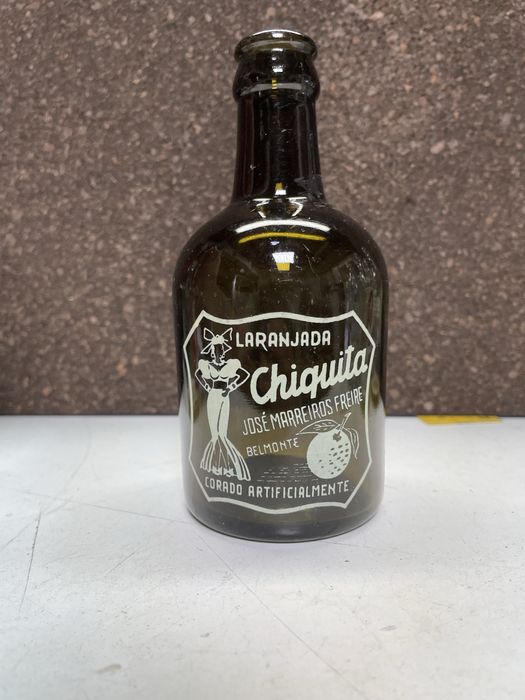 LARANJADA
Chiquita
JOSÉ MARREIROS FREIRE
BELMONTE
CORADO ARTIFICIALMENTE